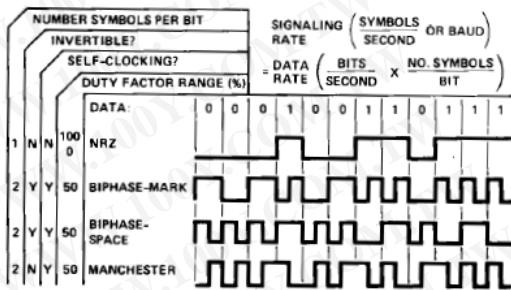 NUMBER SYMBOLS PER BIT
INVERTIBLE?
SELF-CLOCKING?
DUTY FACTOR RANGE (%)
SIGNALING RATE (SYMBOLS/SECOND OR BAUD)
= DATA RATE (BITS/SECOND X NO. SYMBOLS/BIT)
DATA: 0 0 0 1 0 0 1 1 0 1 1 1
1 N N 100 0 NRZ
2 Y Y 50 BIPHASE-MARK
2 Y Y 50 BIPHASE-SPACE
2 N Y 50 MANCHESTER